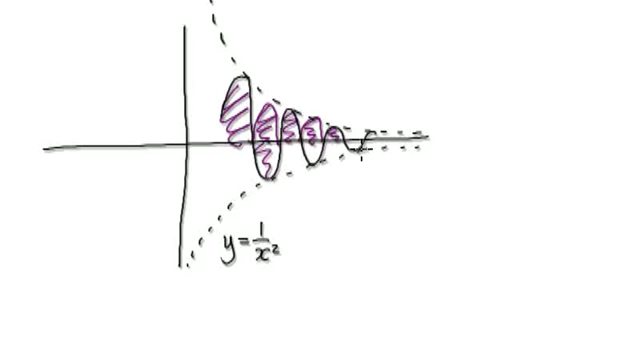 y = 1/x²